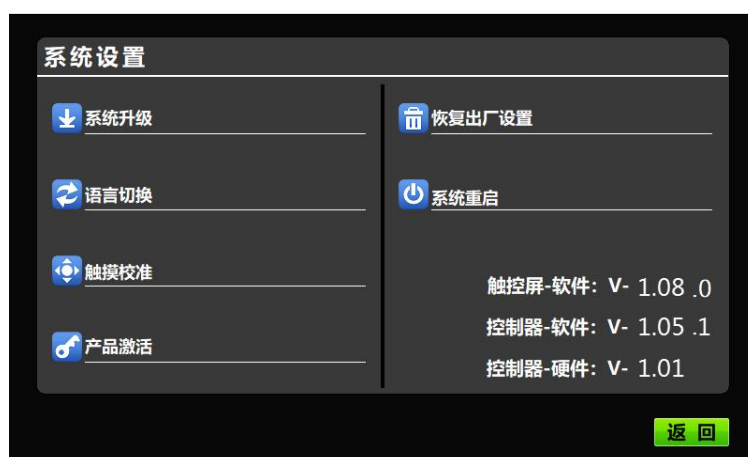 系统设置
系统升级
语言切换
触摸校准
产品激活
恢复出厂设置
系统重启
触控屏-软件：V- 1.08 .0
控制器-软件：V- 1.05 .1
控制器-硬件：V- 1.01
返 回